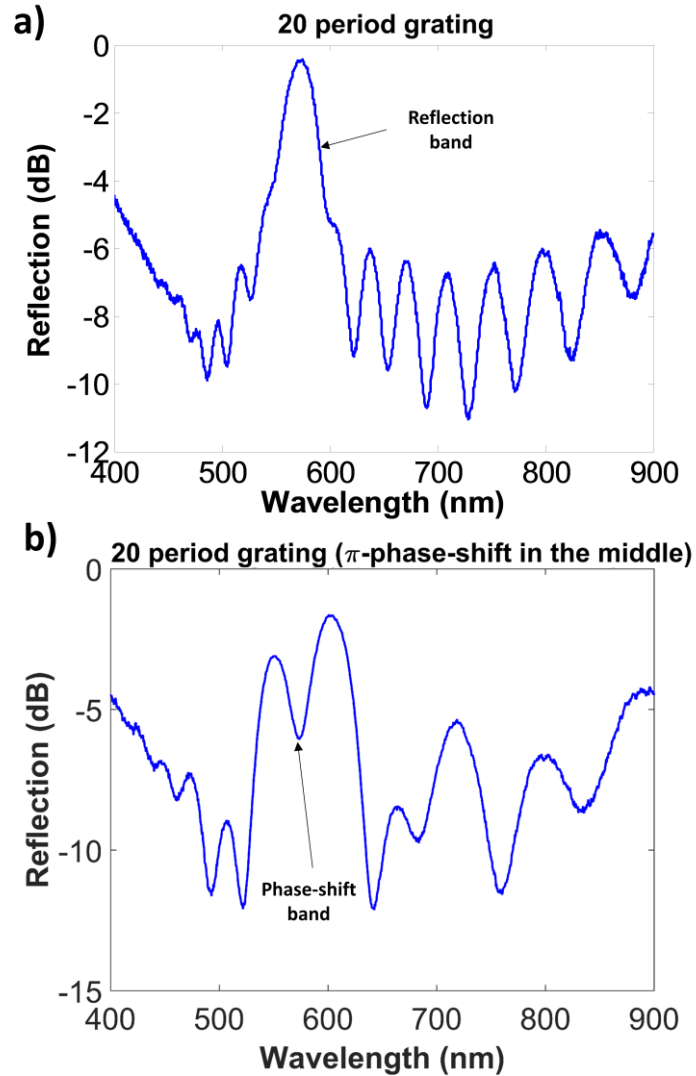 a)
20 period grating
0
-2
-4
-6
-8
-10
-12
Reflection (dB)
Reflection
band
400 500 600 700 800 900
Wavelength (nm)
b)
20 period grating (π-phase-shift in the middle)
0
-5
-10
-15
Reflection (dB)
Phase-shift
band
400 500 600 700 800 900
Wavelength (nm)